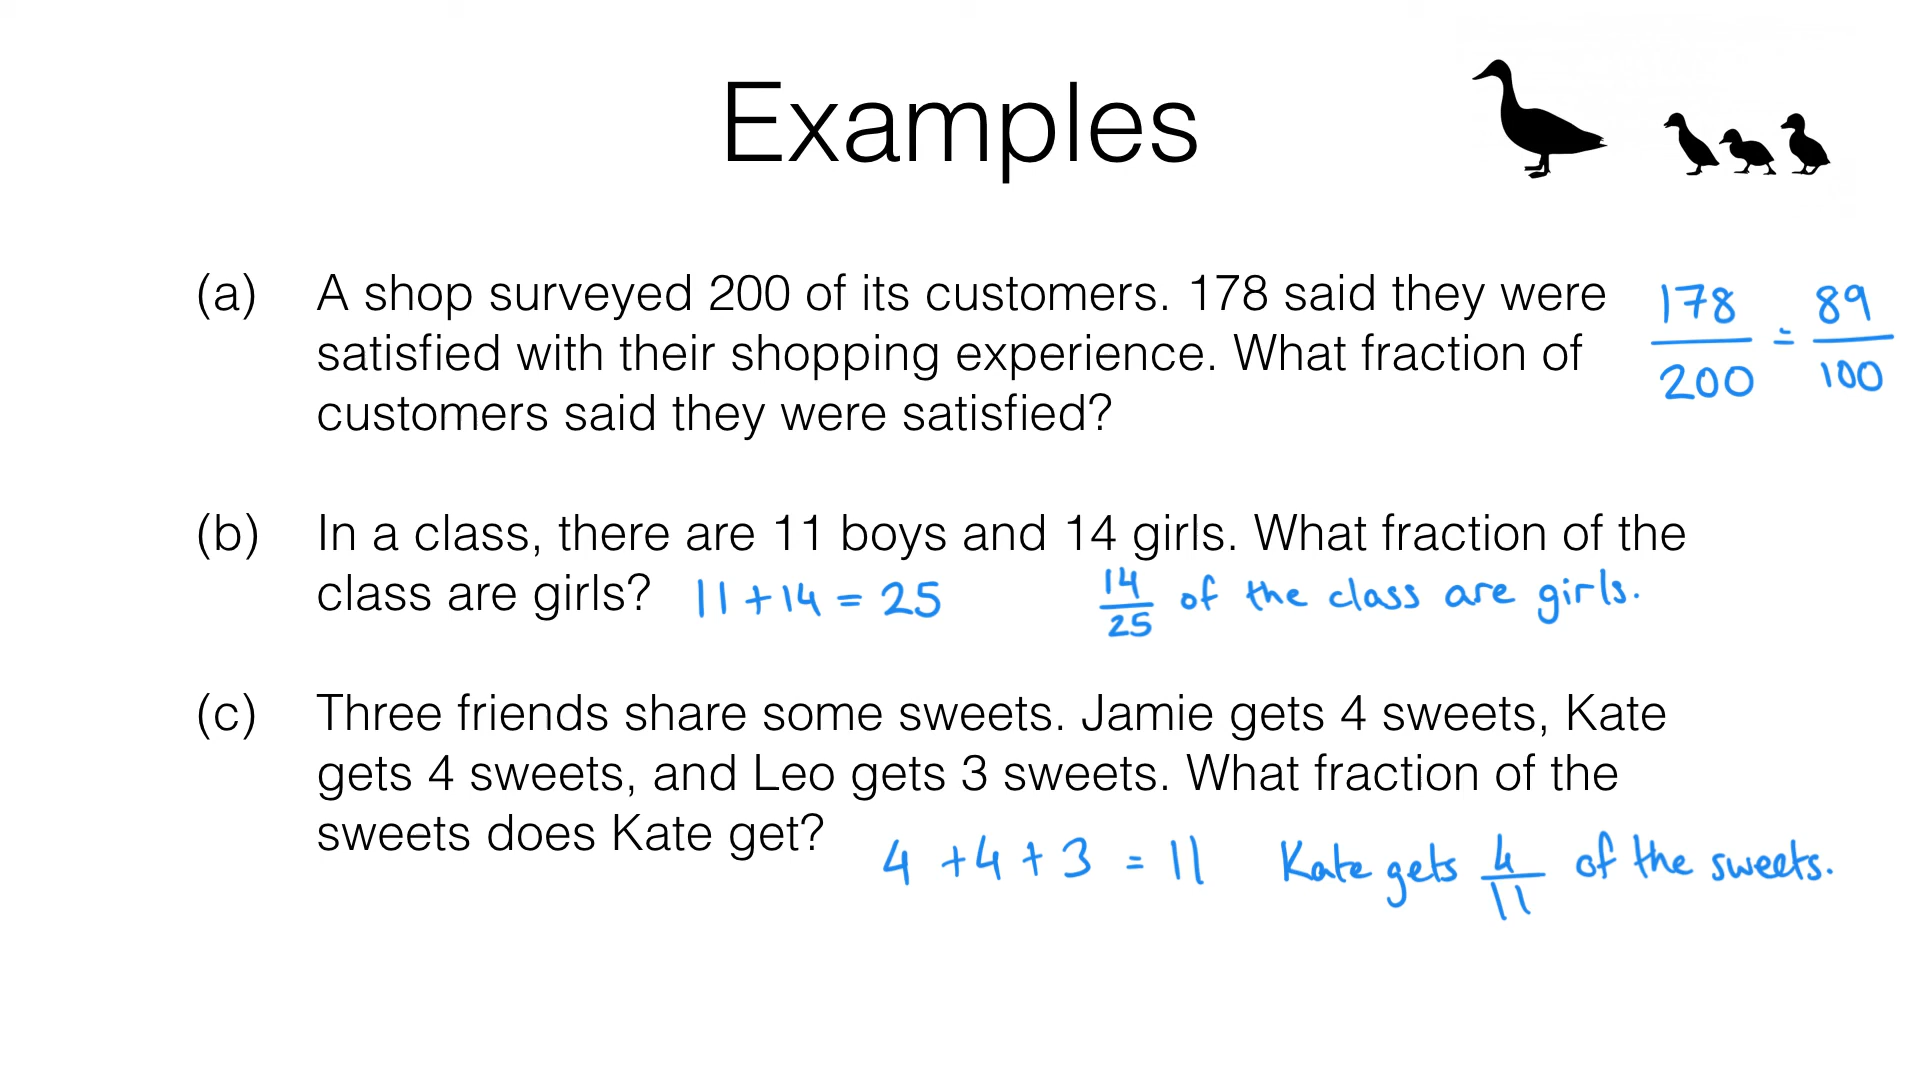 Examples
(a) A shop surveyed 200 of its customers. 178 said they were
satisfied with their shopping experience. What fraction of
customers said they were satisfied?
178/200 = 89/100
(b) In a class, there are 11 boys and 14 girls. What fraction of the
class are girls? 11 + 14 = 25 14/25 of the class are girls.
(c) Three friends share some sweets. Jamie gets 4 sweets, Kate
gets 4 sweets, and Leo gets 3 sweets. What fraction of the
sweets does Kate get? 4 + 4 + 3 = 11 Kate gets 4/11 of the sweets.